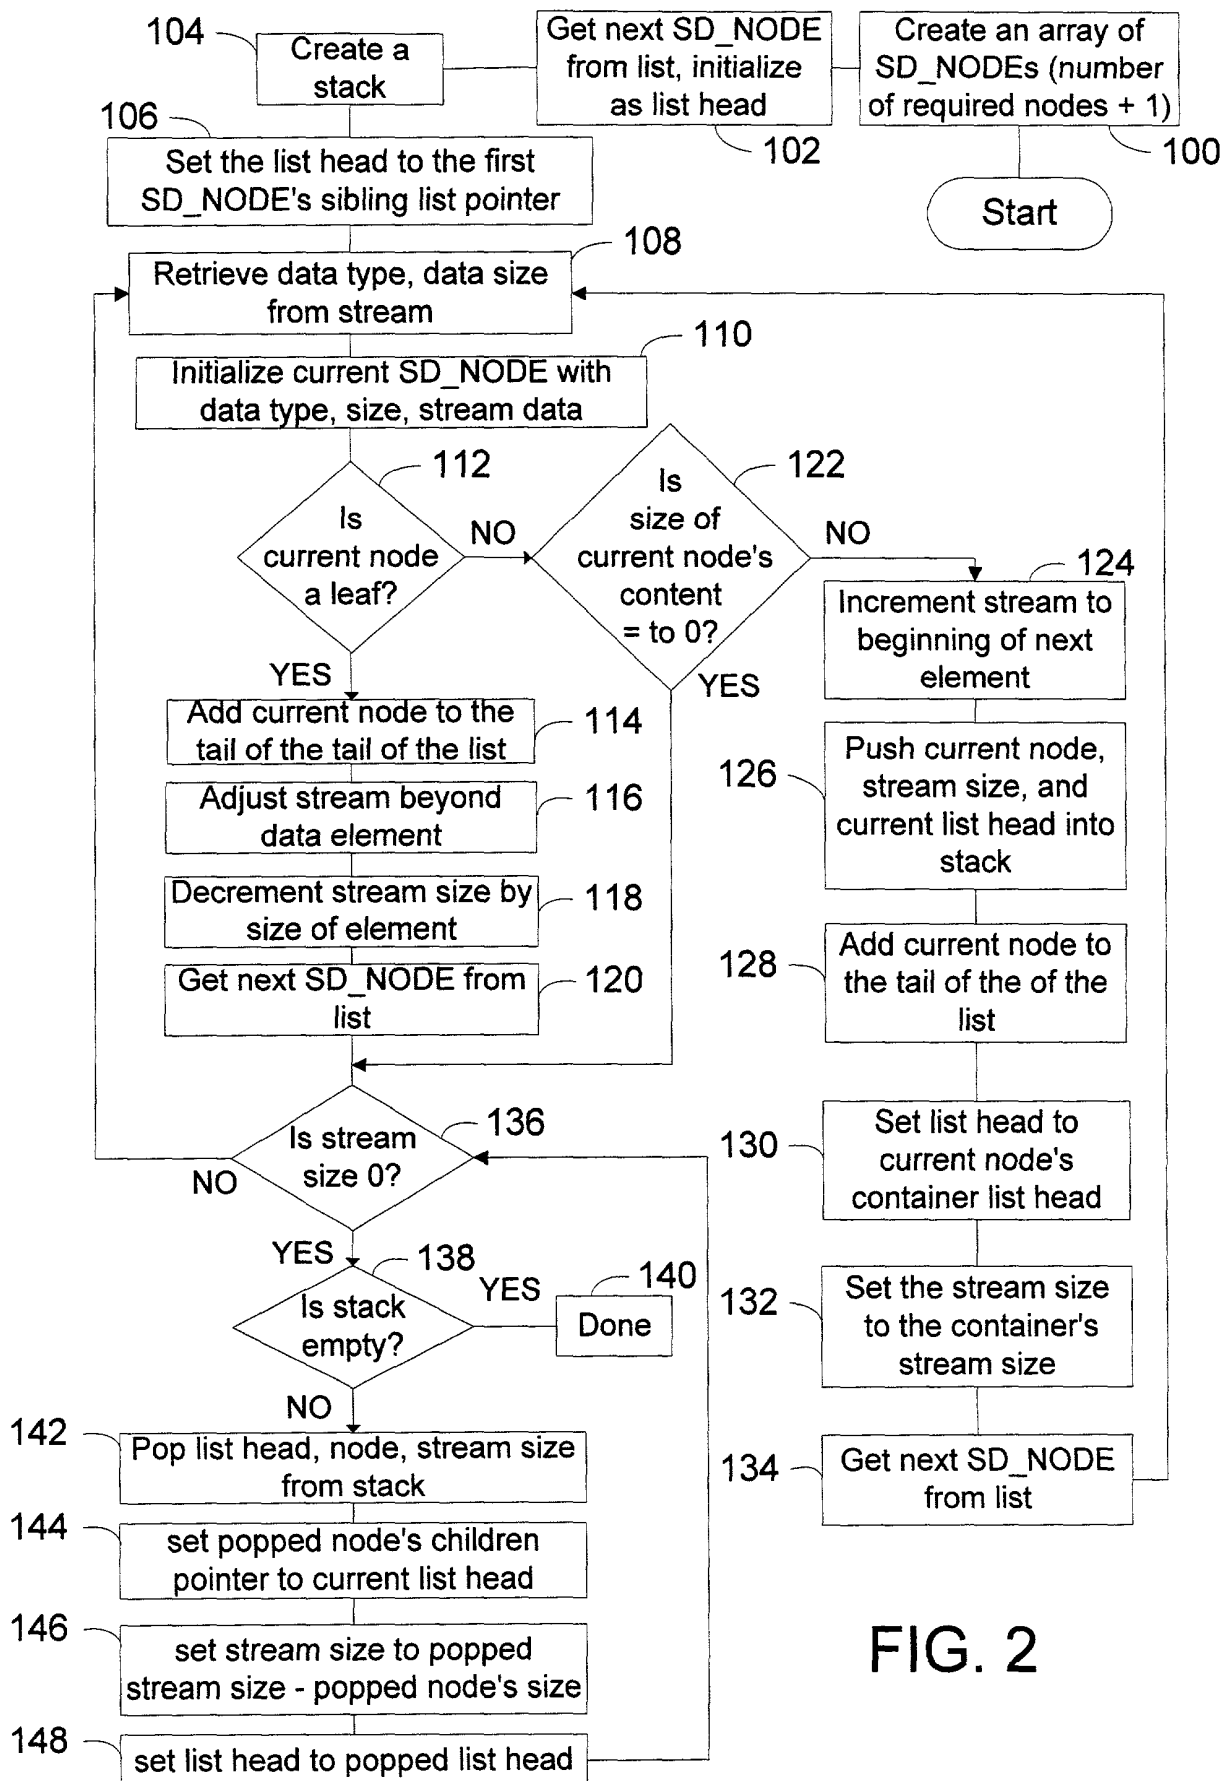 104
Create a
stack
Get next SD_NODE
from list, initialize
as list head
102
Create an array of
SD_NODEs (number
of required nodes + 1)
100
Start
106
Set the list head to the first
SD_NODE's sibling list pointer
108
Retrieve data type, data size
from stream
110
Initialize current SD_NODE with
data type, size, stream data
112
Is
current node
a leaf?
NO
YES
122
Is
size of
current node's
content
= to 0?
NO
YES
114
Add current node to the
tail of the tail of the list
116
Adjust stream beyond
data element
118
Decrement stream size by
size of element
120
Get next SD_NODE from
list
124
Increment stream to
beginning of next
element
126
Push current node,
stream size, and
current list head into
stack
128
Add current node to
the tail of the of the
list
130
Set list head to
current node's
container list head
132
Set the stream size
to the container's
stream size
134
Get next SD_NODE
from list
136
Is stream
size 0?
NO
YES
138
Is stack
empty?
YES
140
Done
NO
142
Pop list head, node, stream size
from stack
144
set popped node's children
pointer to current list head
146
set stream size to popped
stream size - popped node's size
148
set list head to popped list head
FIG. 2